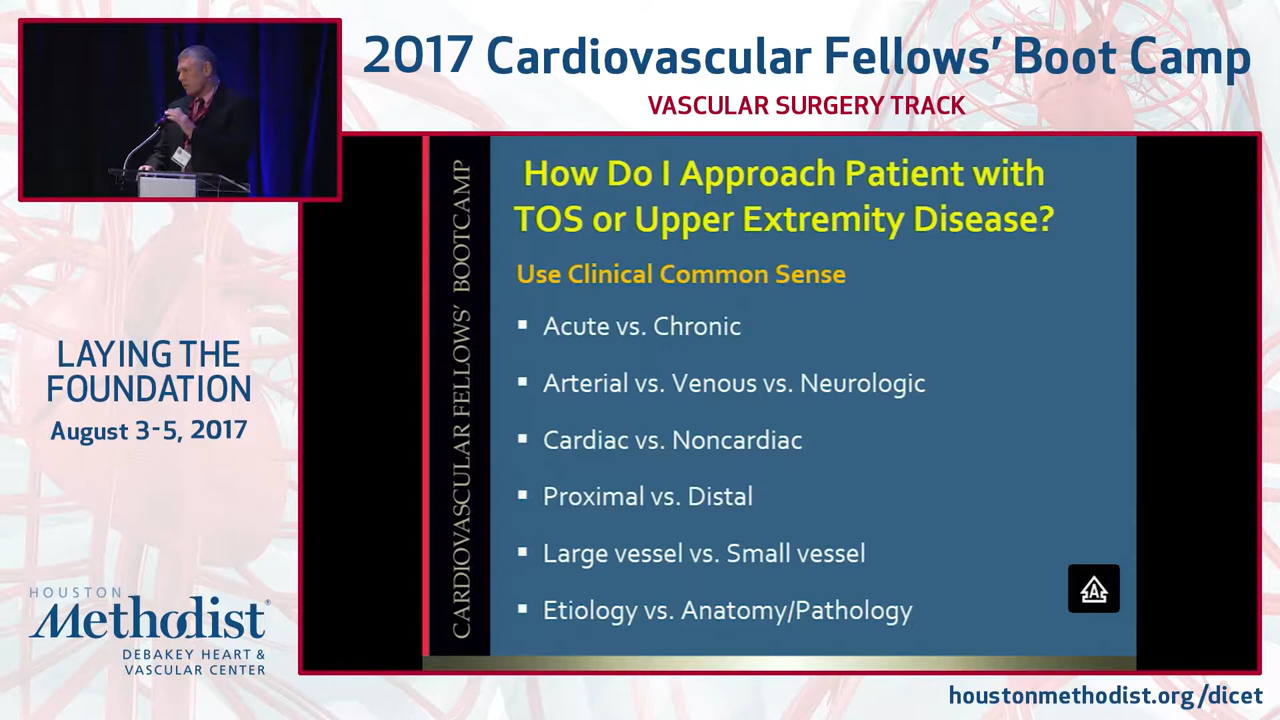 2017 Cardiovascular Fellows’ Boot Camp
VASCULAR SURGERY TRACK
LAYING THE
FOUNDATION
August 3-5, 2017
HOUSTON
Methodist®
DEBAKEY HEART &
VASCULAR CENTER
CARDIOVASCULAR FELLOWS’ BOOTCAMP
How Do I Approach Patient with
TOS or Upper Extremity Disease?
Use Clinical Common Sense
▪ Acute vs. Chronic
▪ Arterial vs. Venous vs. Neurologic
▪ Cardiac vs. Noncardiac
▪ Proximal vs. Distal
▪ Large vessel vs. Small vessel
▪ Etiology vs. Anatomy/Pathology
A
houstonmethodist.org/dicet